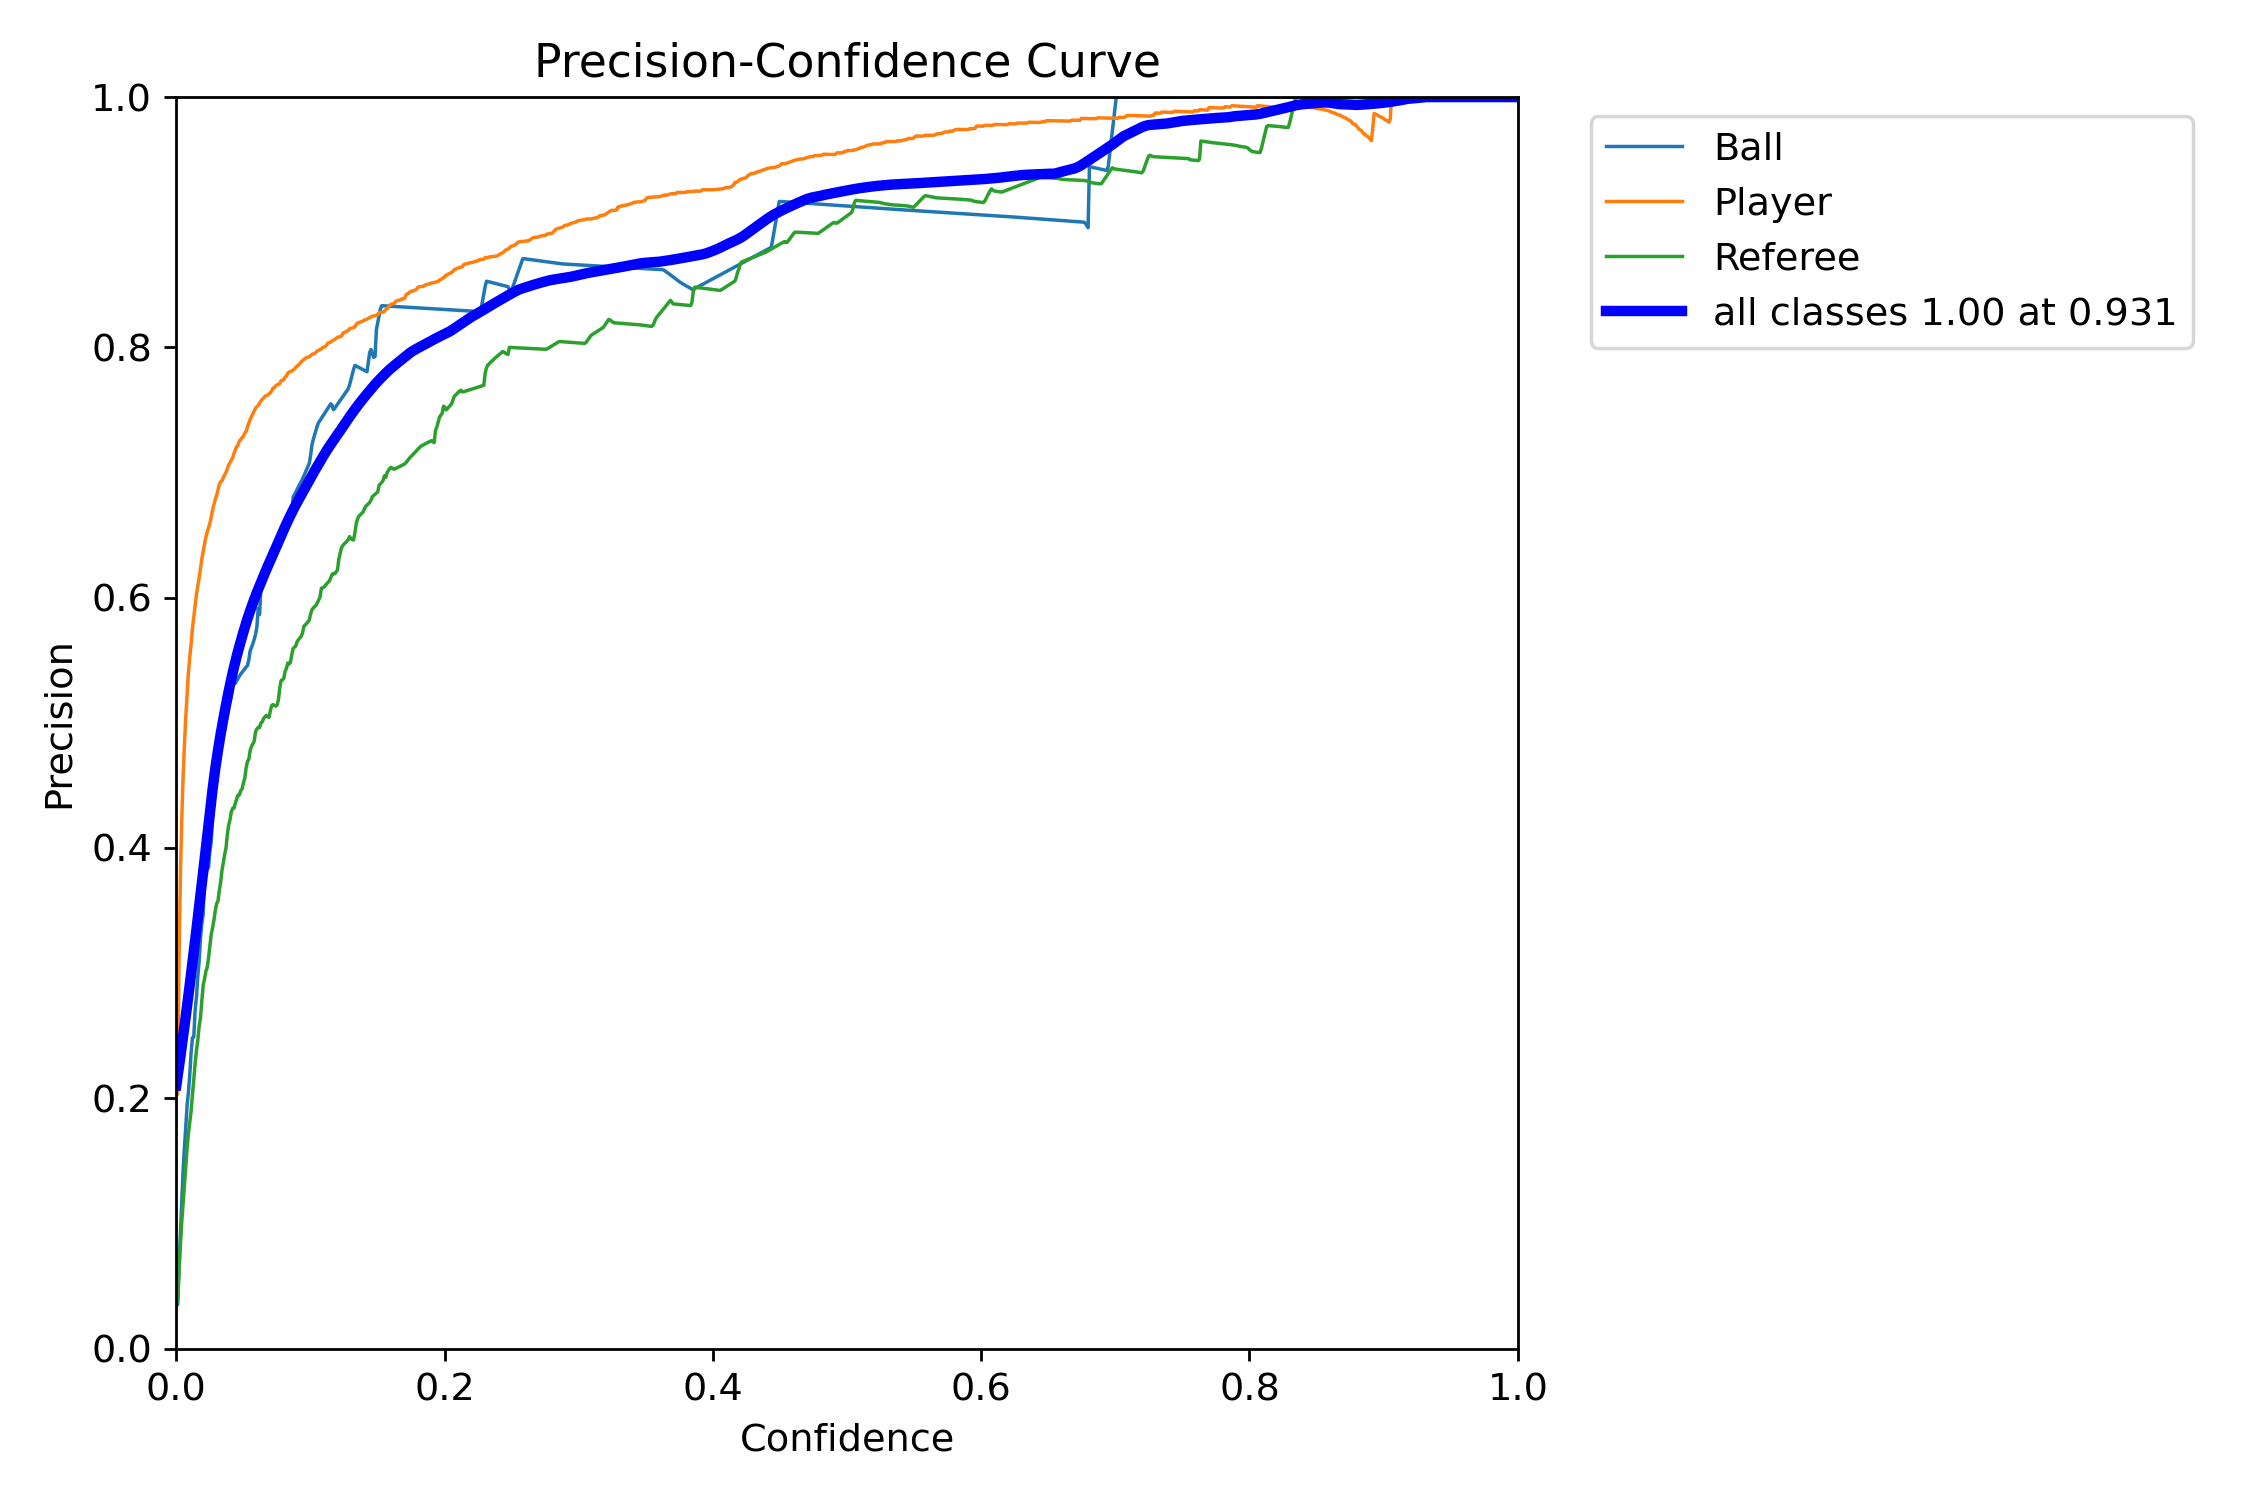 Precision-Confidence Curve
1.0
0.8
0.6
0.4
0.2
0.0
Precision
0.0 0.2 0.4 0.6 0.8 1.0
Confidence
Ball
Player
Referee
all classes 1.00 at 0.931